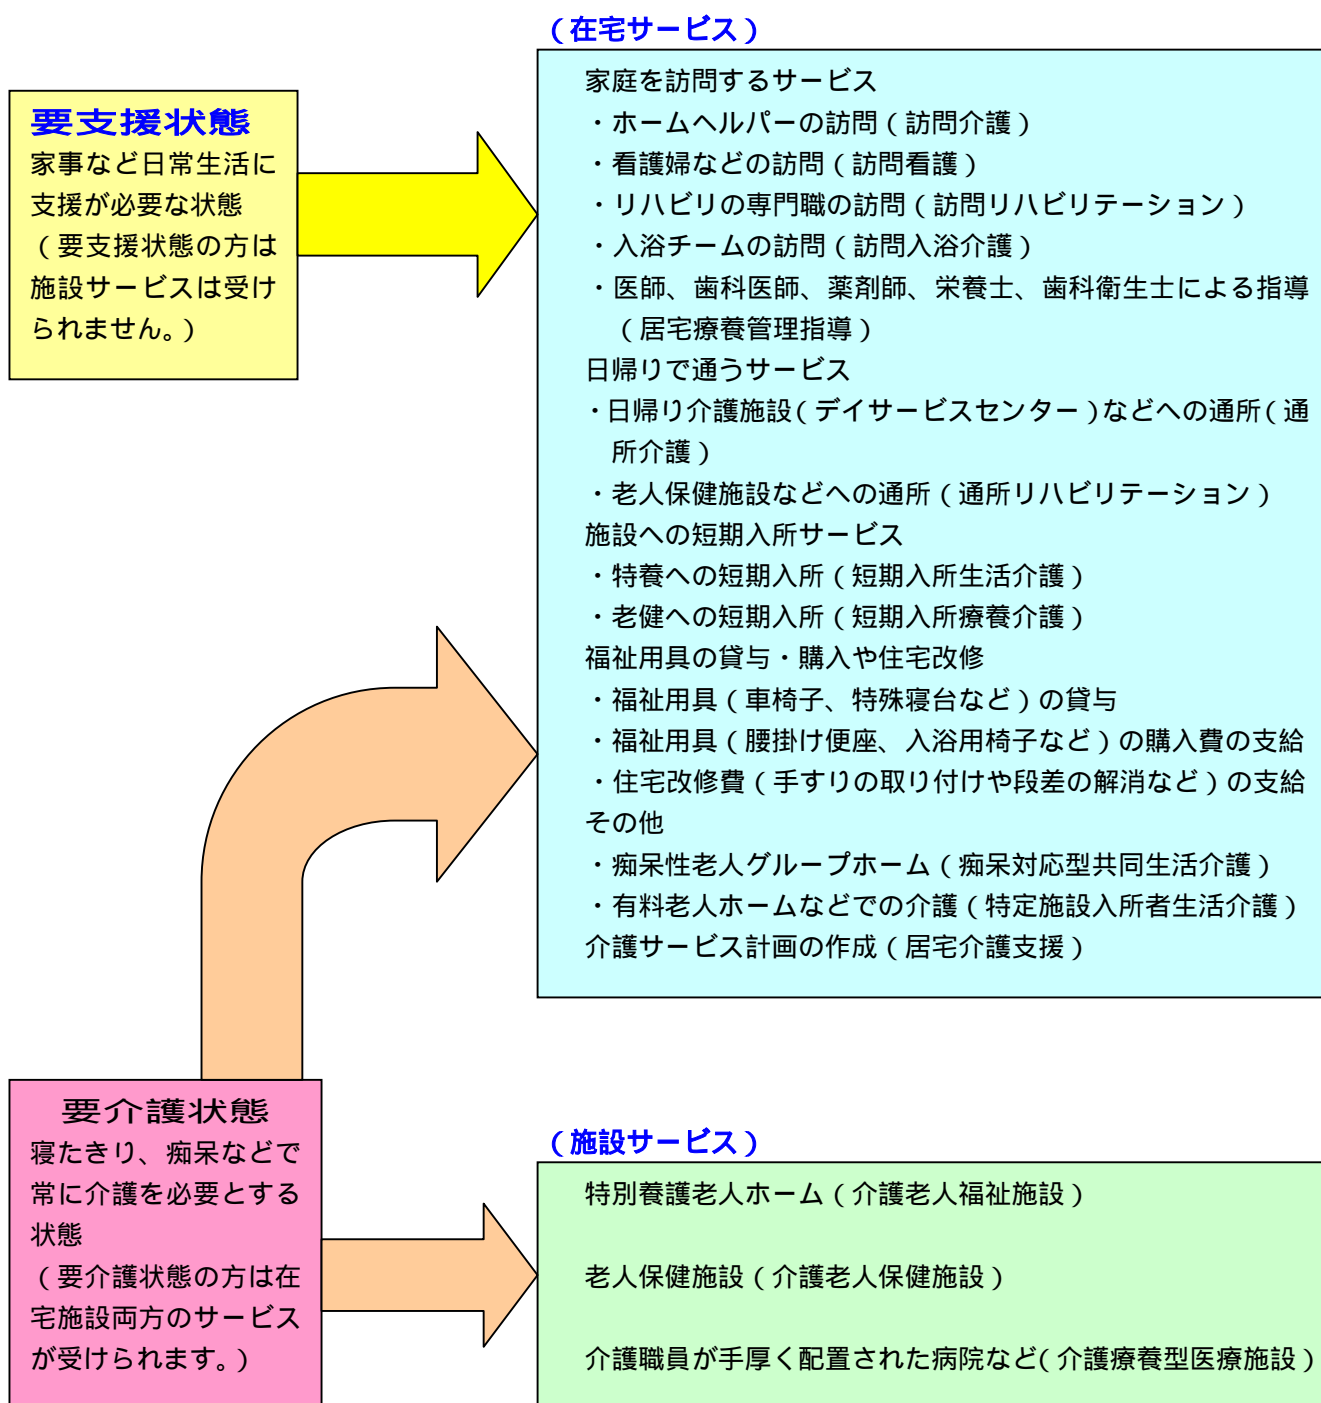 （在宅サービス）
家庭を訪問するサービス
・ホームヘルパーの訪問（訪問介護）
・看護婦などの訪問（訪問看護）
・リハビリの専門職の訪問（訪問リハビリテーション）
・入浴チームの訪問（訪問入浴介護）
・医師、歯科医師、薬剤師、栄養士、歯科衛生士による指導
（居宅療養管理指導）
日帰りで通うサービス
・日帰り介護施設（デイサービスセンター）などへの通所（通
所介護）
・老人保健施設などへの通所（通所リハビリテーション）
施設への短期入所サービス
・特養への短期入所（短期入所生活介護）
・老健への短期入所（短期入所療養介護）
福祉用具の貸与・購入や住宅改修
・福祉用具（車椅子、特殊寝台など）の貸与
・福祉用具（腰掛け便座、入浴用椅子など）の購入費の支給
・住宅改修費（手すりの取り付けや段差の解消など）の支給
その他
・痴呆性老人グループホーム（痴呆対応型共同生活介護）
・有料老人ホームなどでの介護（特定施設入所者生活介護）
介護サービス計画の作成（居宅介護支援）
要支援状態
家事など日常生活に
支援が必要な状態
（要支援状態の方は
施設サービスは受け
られません。）
要介護状態
寝たきり、痴呆などで
常に介護を必要とする
状態
（要介護状態の方は在
宅施設両方のサービス
が受けられます。）
（施設サービス）
特別養護老人ホーム（介護老人福祉施設）
老人保健施設（介護老人保健施設）
介護職員が手厚く配置された病院など（介護療養型医療施設）